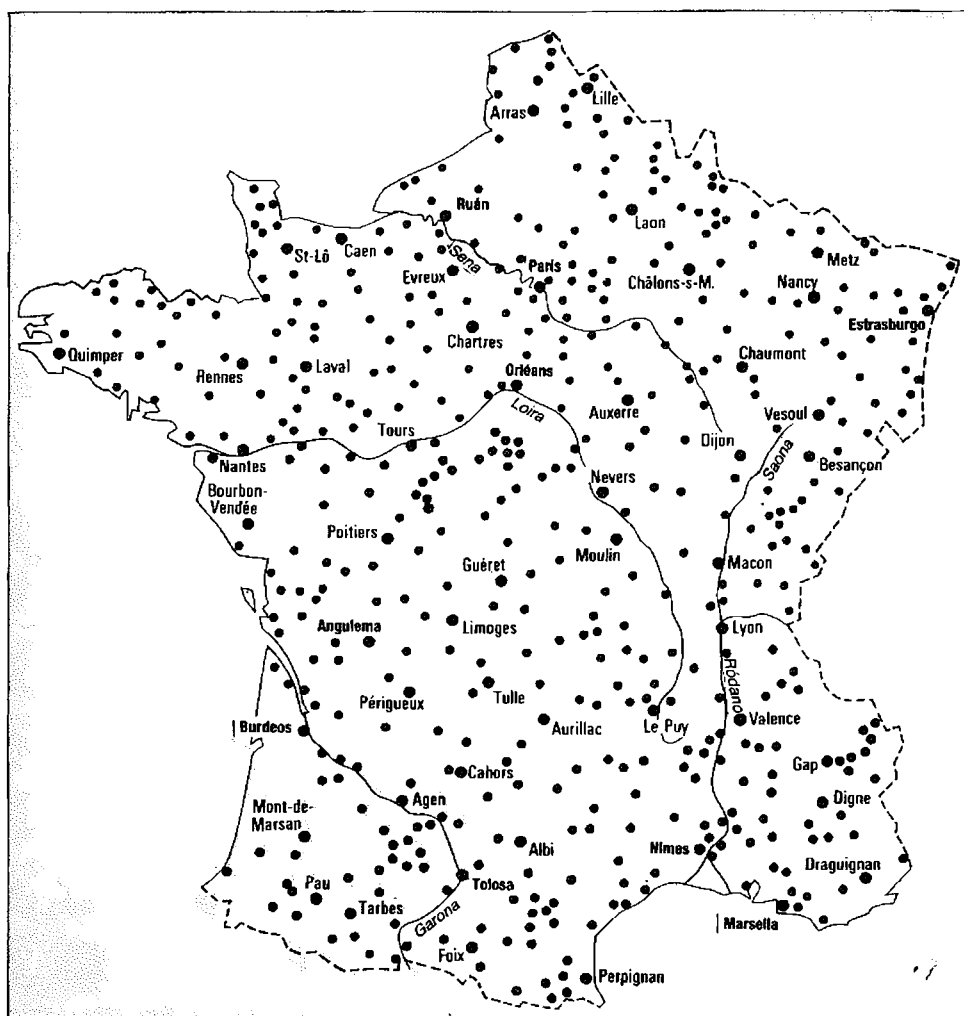 Lille
Arras
Ruán
Laon
St-Lô
Caen
Sena
Evreux
París
Châlons-s-M.
Metz
Nancy
Estrasburgo
Quimper
Rennes
Laval
Chartres
Orléans
Chaumont
Auxerre
Vesoul
Loira
Tours
Dijon
Saona
Besançon
Nantes
Bourbon-
Vendée
Nevers
Poitiers
Moulin
Guéret
Macon
Angulema
Limoges
Lyon
Ródano
Périgueux
Tulle
Aurillac
Le Puy
Valence
Burdeos
Cahors
Gap
Agen
Digne
Mont-de-
Marsan
Albi
Nimes
Draguignan
Pau
Tolosa
Tarbes
Garona
Marsella
Foix
Perpignan